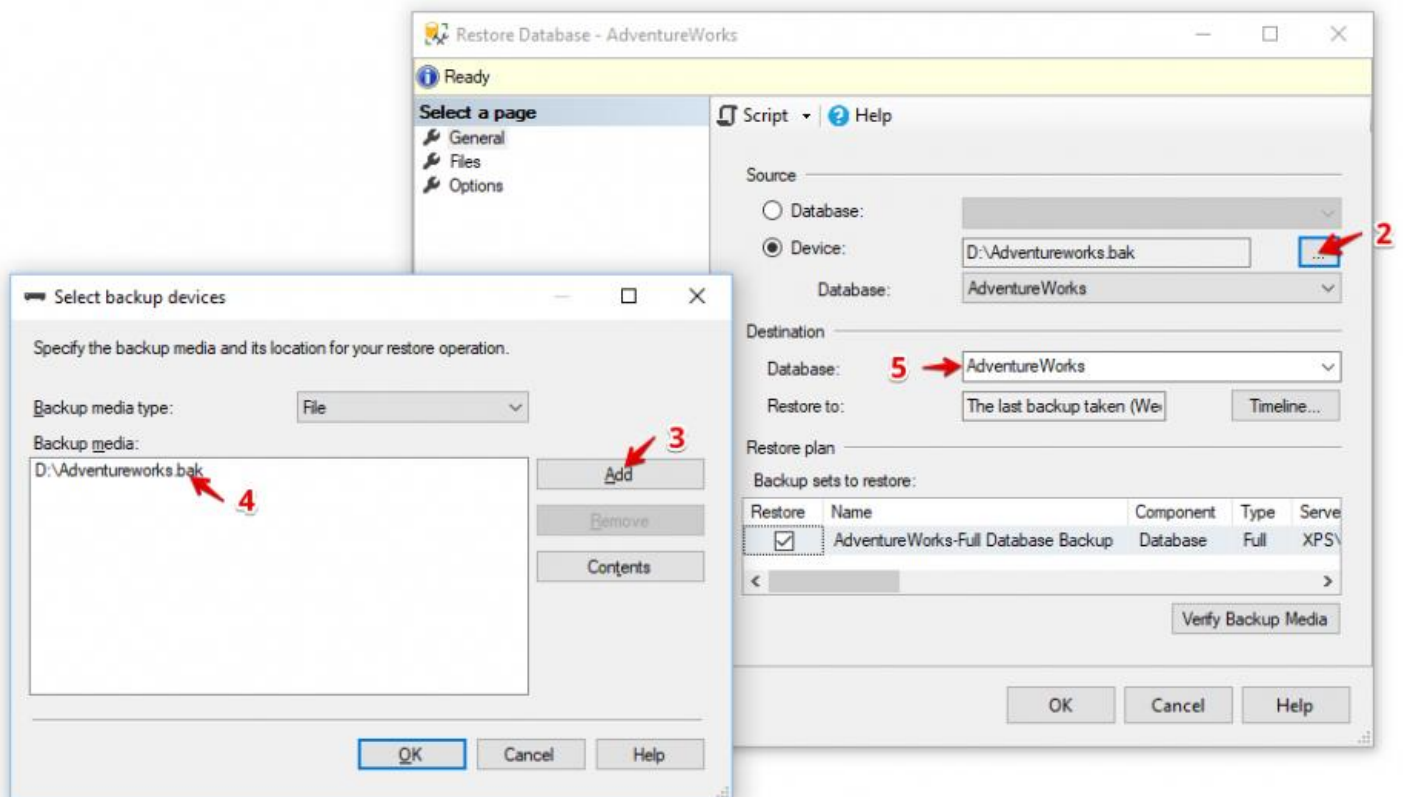 Restore Database - AdventureWorks
Ready
Select a page
General
Files
Options
Script
Help
Source
Database:
Device:
D:\Adventureworks.bak
...
2
Database:
AdventureWorks
Destination
Database:
5
AdventureWorks
Restore to:
The last backup taken (We
Timeline...
Restore plan
Backup sets to restore:
Restore Name Component Type Serve
AdventureWorks-Full Database Backup Database Full XPS\
Verify Backup Media
OK Cancel Help
Select backup devices
Specify the backup media and its location for your restore operation.
Backup media type:
File
Backup media:
D:\Adventureworks.bak
4
3
Add
Remove
Contents
OK Cancel Help